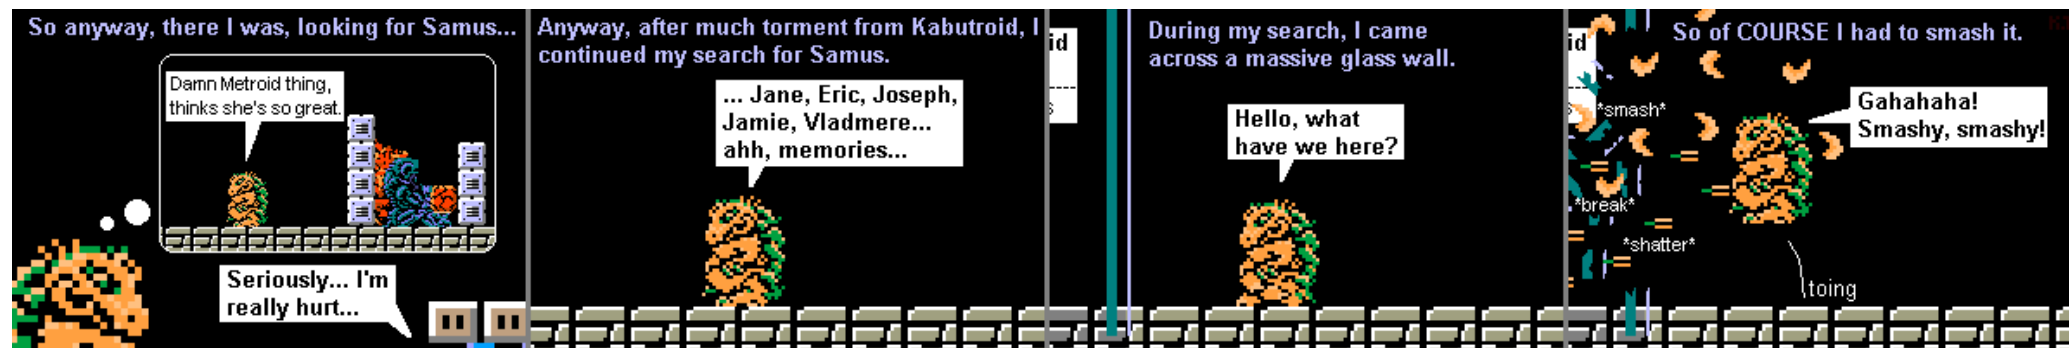 So anyway, there I was, looking for Samus...
Damn Metroid thing,
thinks she's so great.
Seriously... I'm
really hurt...
Anyway, after much torment from Kabutroid, I
continued my search for Samus.
... Jane, Eric, Joseph,
Jamie, Vladmere...
ahh, memories...
id
s
During my search, I came
across a massive glass wall.
Hello, what
have we here?
id
So of COURSE I had to smash it.
*smash*
Gahahaha!
Smashy, smashy!
*break*
*shatter*
toing